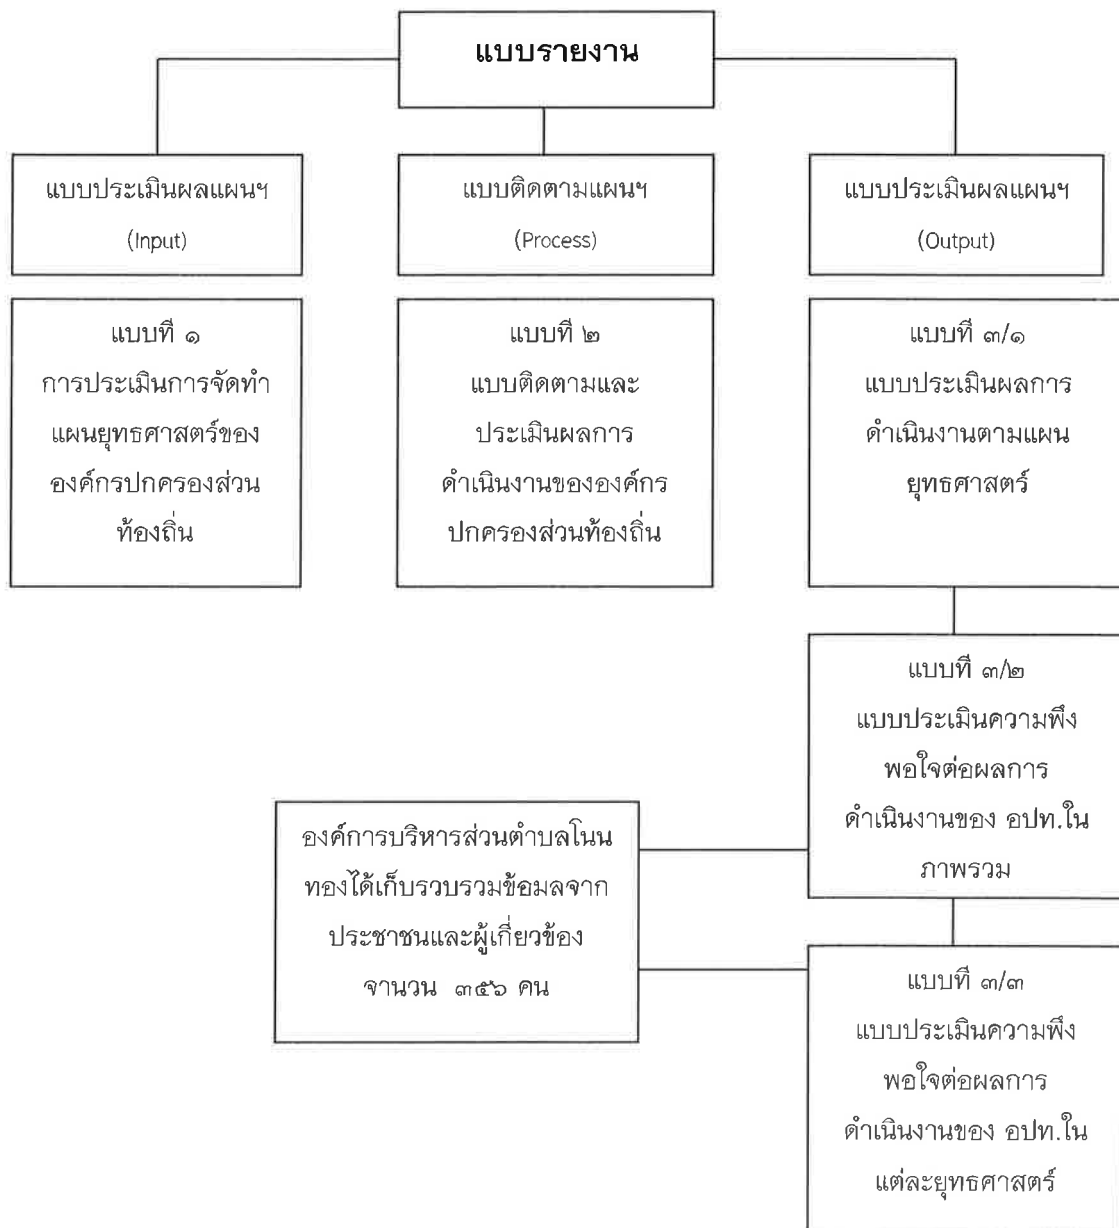 แบบรายงาน
แบบประเมินผลแผนฯ
(Input)
แบบติดตามแผนฯ
(Process)
แบบประเมินผลแผนฯ
(Output)
แบบที่ ๑
การประเมินการจัดทำ
แผนยุทธศาสตร์ของ
องค์กรปกครองส่วน
ท้องถิ่น
แบบที่ ๒
แบบติดตามและ
ประเมินผลการ
ดำเนินงานขององค์กร
ปกครองส่วนท้องถิ่น
แบบที่ ๓/๑
แบบประเมินผลการ
ดำเนินงานตามแผน
ยุทธศาสตร์
แบบที่ ๓/๒
แบบประเมินความพึง
พอใจต่อผลการ
ดำเนินงานของ อปท.ใน
ภาพรวม
องค์การบริหารส่วนตำบลโนน
ทองได้เก็บรวบรวมข้อมูลจาก
ประชาชนและผู้เกี่ยวข้อง
จำนวน ๓๕๖ คน
แบบที่ ๓/๓
แบบประเมินความพึง
พอใจต่อผลการ
ดำเนินงานของ อปท.ใน
แต่ละยุทธศาสตร์